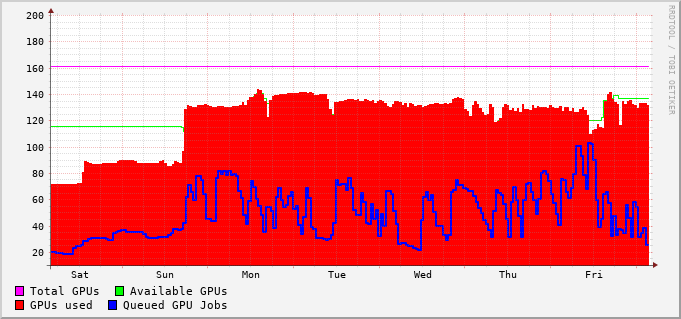 200
180
160
140
120
100
80
60
40
20
Sat Sun Mon Tue Wed Thu Fri
Total GPUs Available GPUs
GPUs used Queued GPU Jobs
RRDTOOL / TOBI OETIKER